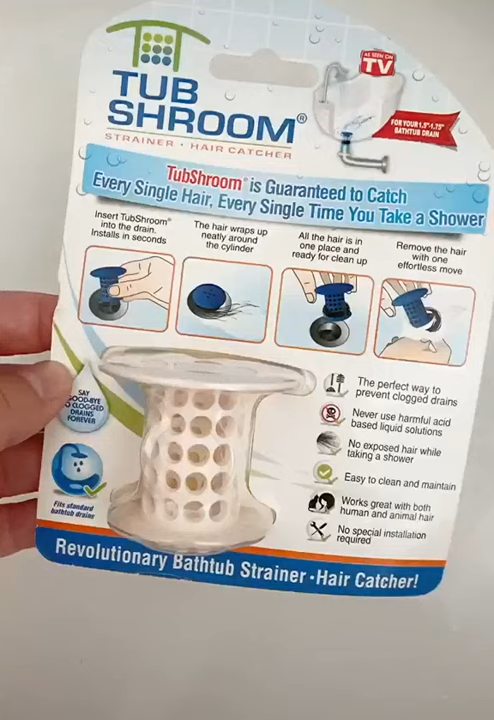 TUB
SHROOM®
STRAINER • HAIR CATCHER
AS SEEN ON
TV
FOR YOUR 1.5"-1.75"
BATHTUB DRAIN
TubShroom® is Guaranteed to Catch
Every Single Hair, Every Single Time You Take a Shower
Insert TubShroom®
into the drain.
Installs in seconds
The hair wraps up
neatly around
the cylinder
All the hair is in
one place and
ready for clean up
Remove the hair
with one
effortless move
SAY
GOOD-BYE
TO CLOGGED
DRAINS
FOREVER
Fits standard
bathtub drains
The perfect way to
prevent clogged drains
Never use harmful acid
based liquid solutions
No exposed hair while
taking a shower
Easy to clean and maintain
Works great with both
human and animal hair
No special installation
required
Revolutionary Bathtub Strainer • Hair Catcher!